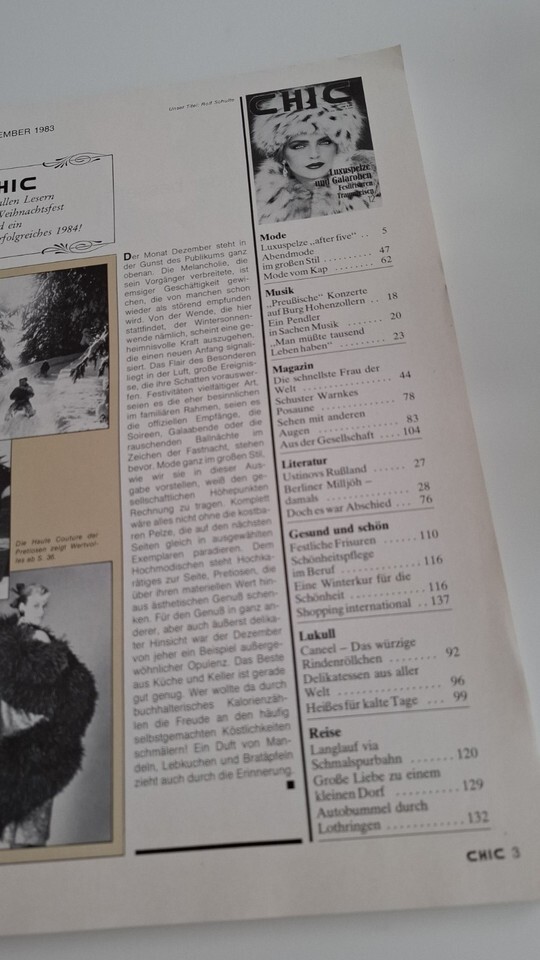 EMBER 1983
Unser Titel: Rolf Schulte
HIC
allen Lesern
Weihnachtsfest
d ein
rfolgreiches 1984!
Die Haute Couture der
Pretiosen zeigt Wertvol-
les ab S. 36.
Der Monat Dezember steht in
der Gunst des Publikums ganz
obenan. Die Melancholie, die
sein Vorgänger verbreitete, ist
emsiger Geschäftigkeit gewi-
chen, die von manchen schon
wieder als störend empfunden
wird. Von der Wende, die hier
stattfindet, der Wintersonnen-
wende nämlich, scheint eine ge-
heimnisvolle Kraft auszugehen,
die einen neuen Anfang signali-
siert. Das Flair des Besonderen
liegt in der Luft, große Ereignis-
se, die ihre Schatten vorauswer-
fen. Festivitäten vielfältiger Art,
seien es die eher besinnlichen
im familiären Rahmen, seien es
die offiziellen Empfänge, die
Soireen, Galaabende oder die
rauschenden Ballnächte im
Zeichen der Fastnacht, stehen
bevor. Mode ganz im großen Stil,
wie wir sie in dieser Aus-
gabe vorstellen, weiß den ge-
sellschaftlichen Höhepunkten
Rechnung zu tragen. Komplett
wäre alles nicht ohne die kostba-
ren Pelze, die auf den nächsten
Seiten gleich in ausgewählten
Exemplaren paradieren. Dem
Hochmodischen steht Hochka-
rätiges zur Seite, Pretiosen, die
über ihren materiellen Wert hin-
aus ästhetischen Genuß schen-
ken. Für den Genuß in ganz an-
derer, aber auch äußerst delika-
ter Hinsicht war der Dezember
von jeher ein Beispiel außerge-
wöhnlicher Opulenz. Das Beste
aus Küche und Keller ist gerade
gut genug. Wer wollte da durch
buchhalterisches Kalorienzäh-
len die Freude an den häufig
selbstgemachten Köstlichkeiten
schmälern! Ein Duft von Man-
deln, Lebkuchen und Bratäpfeln
zieht auch durch die Erinnerung.
CHIC
Luxuspelze
und Galaroben
Festfrisuren
12
Mode
Luxuspelze „after five“ .. 5
Abendmode
im großen Stil ........ 47
Mode vom Kap ........ 62
Musik
„Preußische“ Konzerte
auf Burg Hohenzollern .. 18
Ein Pendler
in Sachen Musik ....... 20
„Man müßte tausend
Leben haben“ ......... 23
Magazin
Die schnellste Frau der
Welt ................ 44
Schuster Warnkes
Posaune ............. 78
Sehen mit anderen
Augen ............... 83
Aus der Gesellschaft .... 104
Literatur
Ustinovs Rußland ...... 27
Berliner Milljöh –
damals .............. 28
Doch es war Abschied ... 76
Gesund und schön
Festliche Frisuren ...... 110
Schönheitspflege
im Beruf ............. 116
Eine Winterkur für die
Schönheit ............ 116
Shopping international .. 137
Lukull
Caneel – Das würzige
Rindenröllchen ........ 92
Delikatessen aus aller
Welt ................ 96
Heißes für kalte Tage ... 99
Reise
Langlauf via
Schmalspurbahn ....... 120
Große Liebe zu einem
kleinen Dorf .......... 129
Autobummel durch
Lothringen ........... 132
CHIC 3